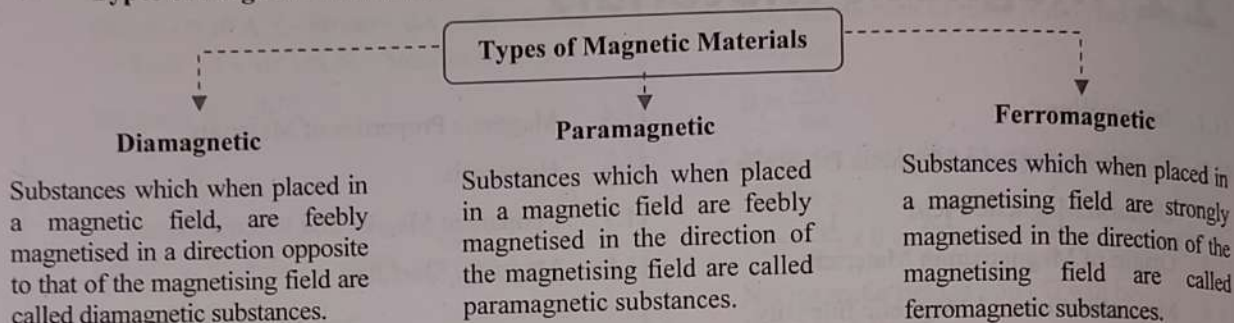 Types of Magnetic Materials
Diamagnetic
Substances which when placed in
a magnetic field, are feebly
magnetised in a direction opposite
to that of the magnetising field are
called diamagnetic substances.
Paramagnetic
Substances which when placed
in a magnetic field are feebly
magnetised in the direction of
the magnetising field are called
paramagnetic substances.
Ferromagnetic
Substances which when placed in
a magnetising field are strongly
magnetised in the direction of the
magnetising field are called
ferromagnetic substances.